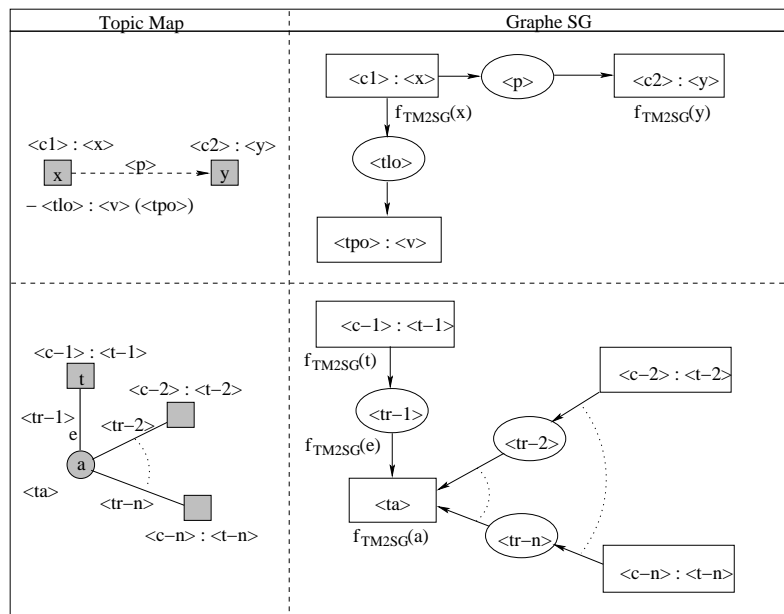 Topic Map
Graphe SG
<c1> : <x>
<c2> : <y>
<p>
x
y
− <tlo> : <v> (<tpo>)
<c1> : <x>
<p>
<c2> : <y>
fTM2SG(x)
fTM2SG(y)
<tlo>
<tpo> : <v>
<c−1> : <t−1>
t
<c−2> : <t−2>
<tr−1>
<tr−2>
e
a
<ta>
<tr−n>
<c−n> : <t−n>
<c−1> : <t−1>
fTM2SG(t)
<c−2> : <t−2>
<tr−1>
<tr−2>
fTM2SG(e)
<ta>
<tr−n>
fTM2SG(a)
<c−n> : <t−n>